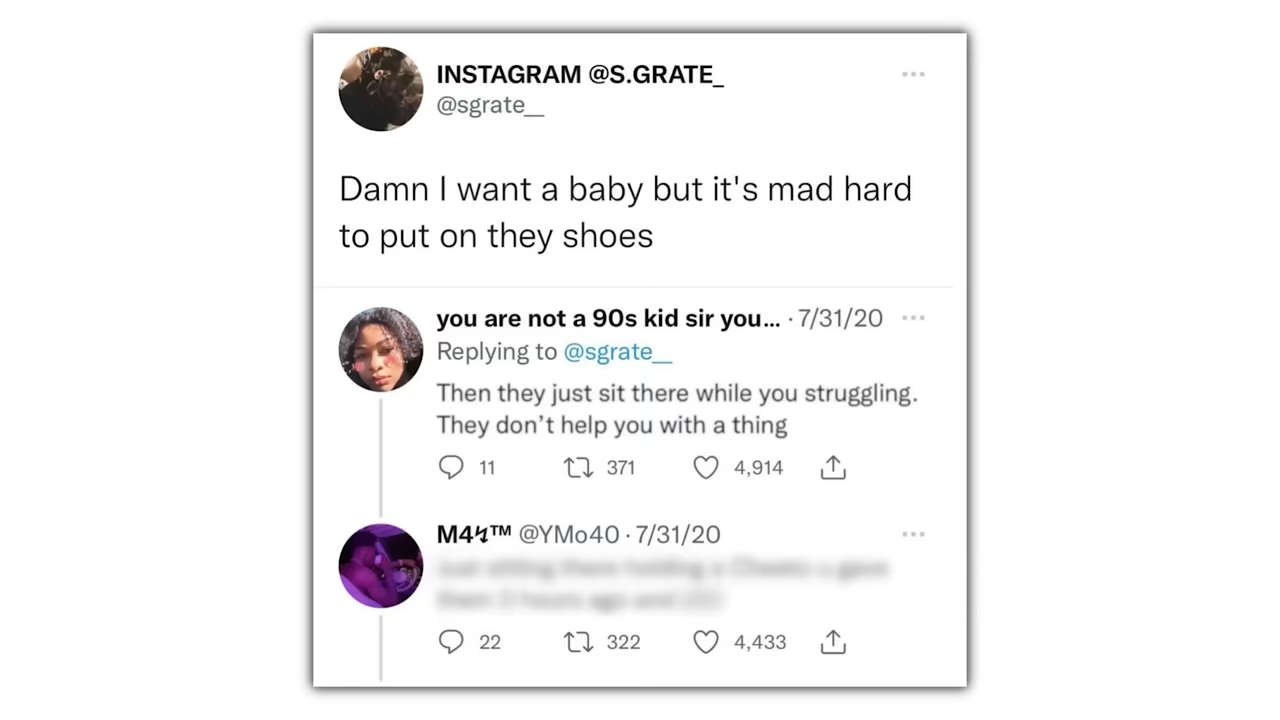 INSTAGRAM @S.GRATE_
@sgrate__
Damn I want a baby but it's mad hard
to put on they shoes
you are not a 90s kid sir you... · 7/31/20
Replying to @sgrate__
Then they just sit there while you struggling.
They don’t help you with a thing
11 371 4,914
M4↯™ @YMo40 · 7/31/20
22 322 4,433